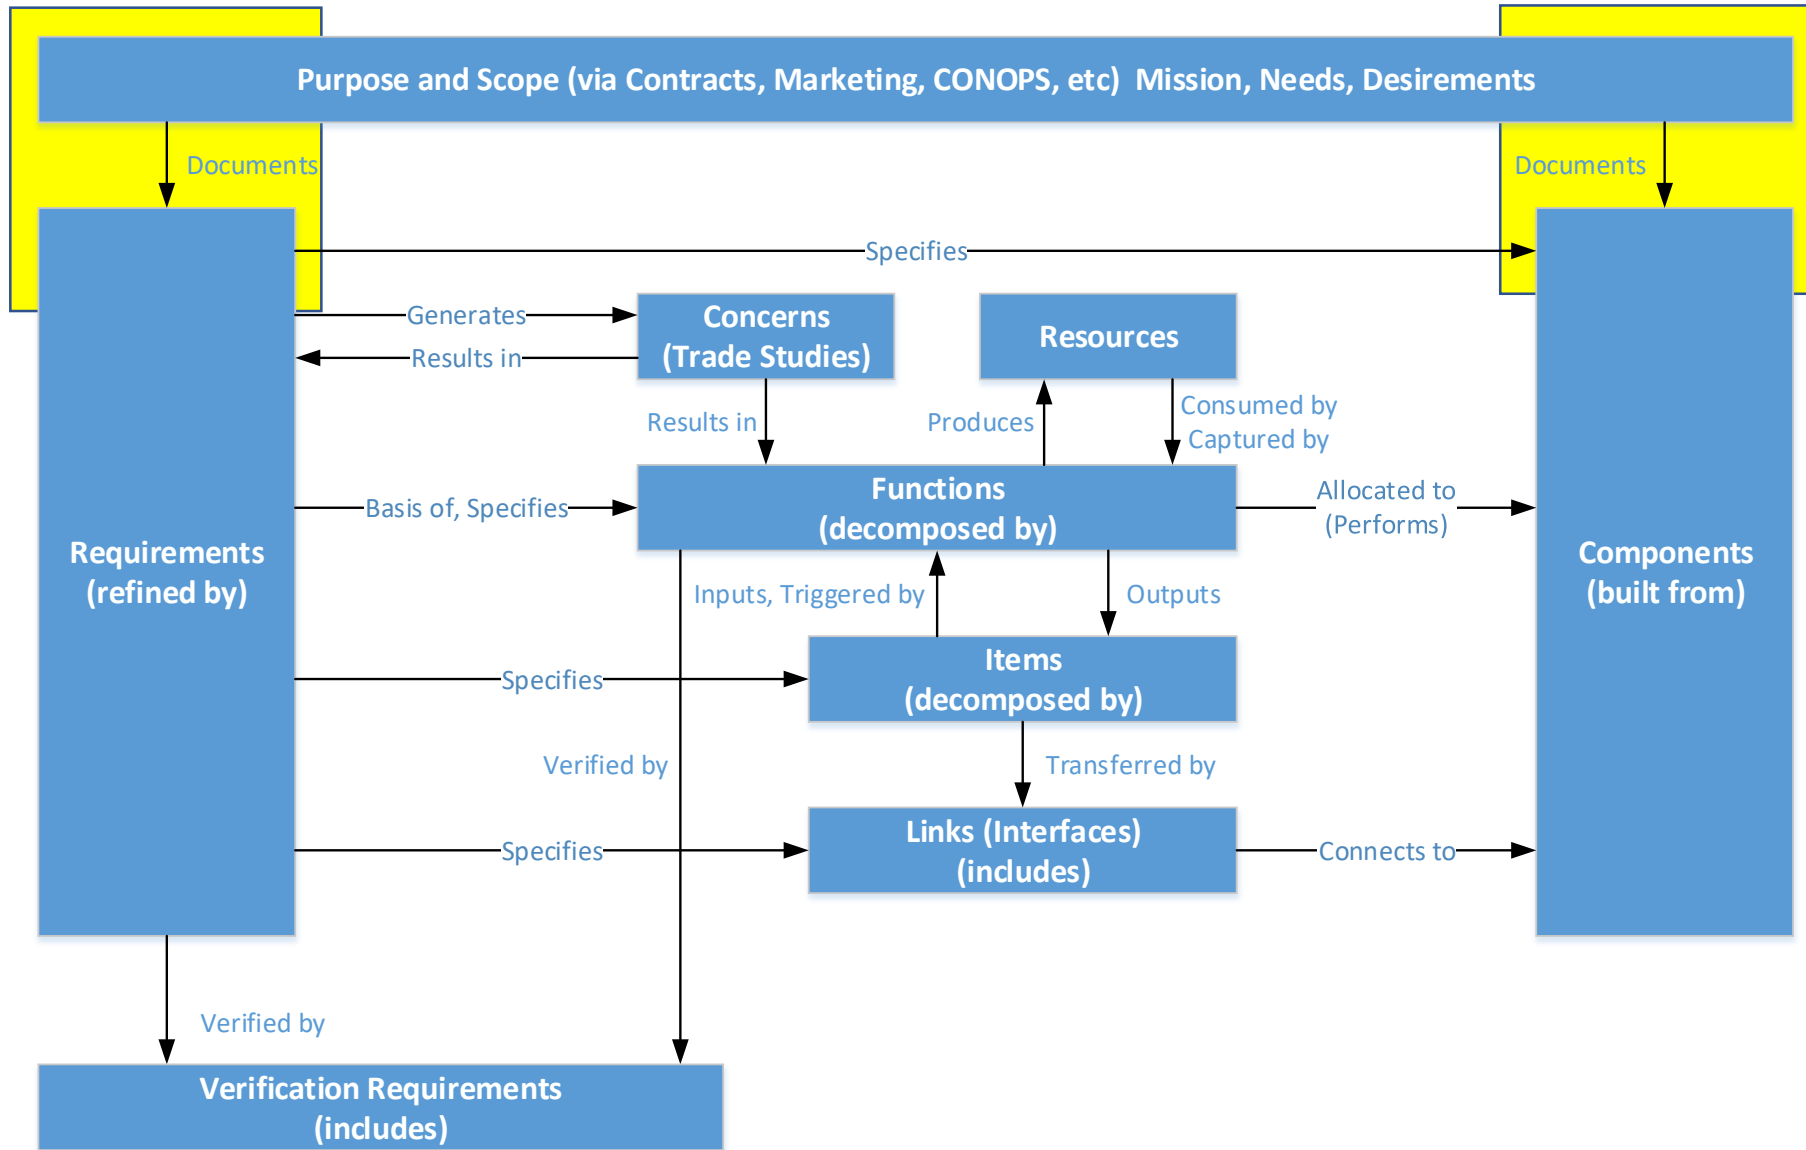 Purpose and Scope (via Contracts, Marketing, CONOPS, etc)  Mission, Needs, Desirements
Documents
Documents
Specifies
Generates
Concerns
(Trade Studies)
Resources
Results in
Results in
Produces
Consumed by
Captured by
Basis of, Specifies
Functions
(decomposed by)
Allocated to
(Performs)
Requirements
(refined by)
Components
(built from)
Inputs, Triggered by
Outputs
Specifies
Items
(decomposed by)
Verified by
Transferred by
Specifies
Links (Interfaces)
(includes)
Connects to
Verified by
Verification Requirements
(includes)